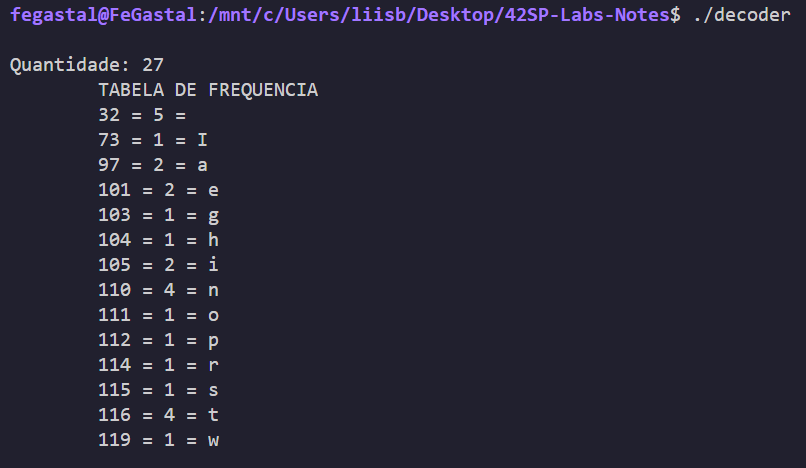 fegastal@FeGastal:/mnt/c/Users/liisb/Desktop/42SP-Labs-Notes$ ./decoder
Quantidade: 27
TABELA DE FREQUENCIA
32 = 5 =
73 = 1 = I
97 = 2 = a
101 = 2 = e
103 = 1 = g
104 = 1 = h
105 = 2 = i
110 = 4 = n
111 = 1 = o
112 = 1 = p
114 = 1 = r
115 = 1 = s
116 = 4 = t
119 = 1 = w